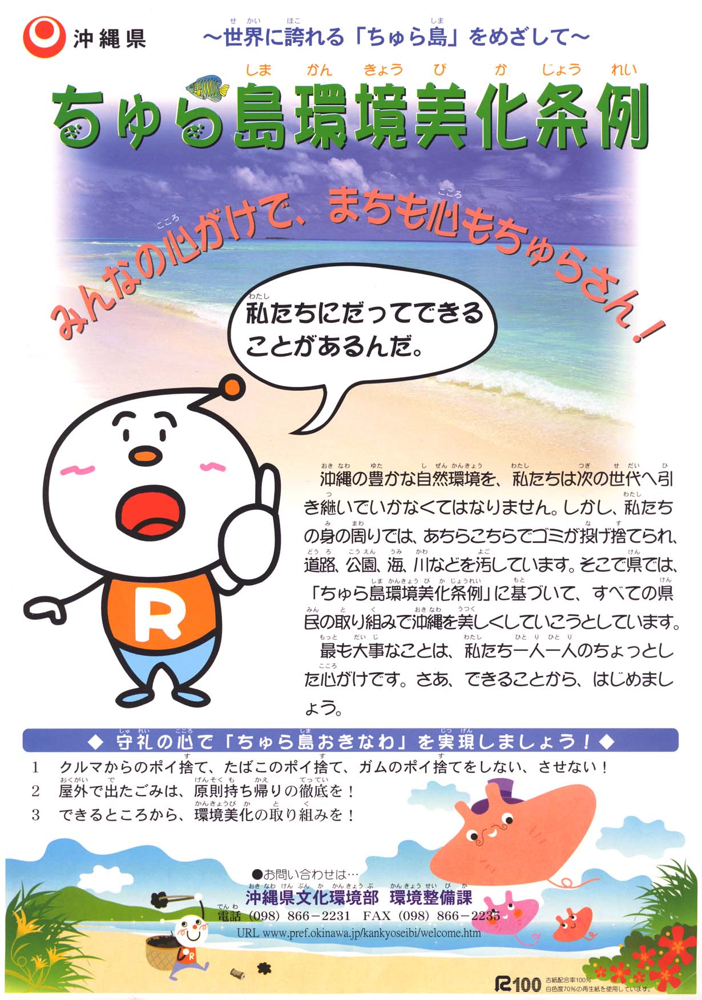 沖縄県
～世界に誇れる「ちゅら島」をめざして～
ちゅら島環境美化条例
みんなの心がけで、まちも心もちゅらさん！
私たちにだってできる
ことがあるんだ。
沖縄の豊かな自然環境を、私たちは次の世代へ引
き継いでいかなくてはなりません。しかし、私たち
の身の周りでは、あちらこちらでゴミが投げ捨てられ、
道路、公園、海、川などを汚しています。そこで県では、
「ちゅら島環境美化条例」に基づいて、すべての県
民の取り組みで沖縄を美しくしていこうとしています。
最も大事なことは、私たち一人一人のちょっとし
た心がけです。さあ、できることから、はじめまし
ょう。
R
◆ 守礼の心で「ちゅら島おきなわ」を実現しましょう！◆
1 クルマからのポイ捨て、たばこのポイ捨て、ガムのポイ捨てをしない、させない！
2 屋外で出たごみは、原則持ち帰りの徹底を！
3 できるところから、環境美化の取り組みを！
●お問い合わせは…
沖縄県文化環境部 環境整備課
電話（098）866－2231 FAX（098）866－2235
URL www.pref.okinawa.jp/kankyoseibi/welcome.htm
R
R100 古紙配合率100%
白色度70%の再生紙を使用しています。